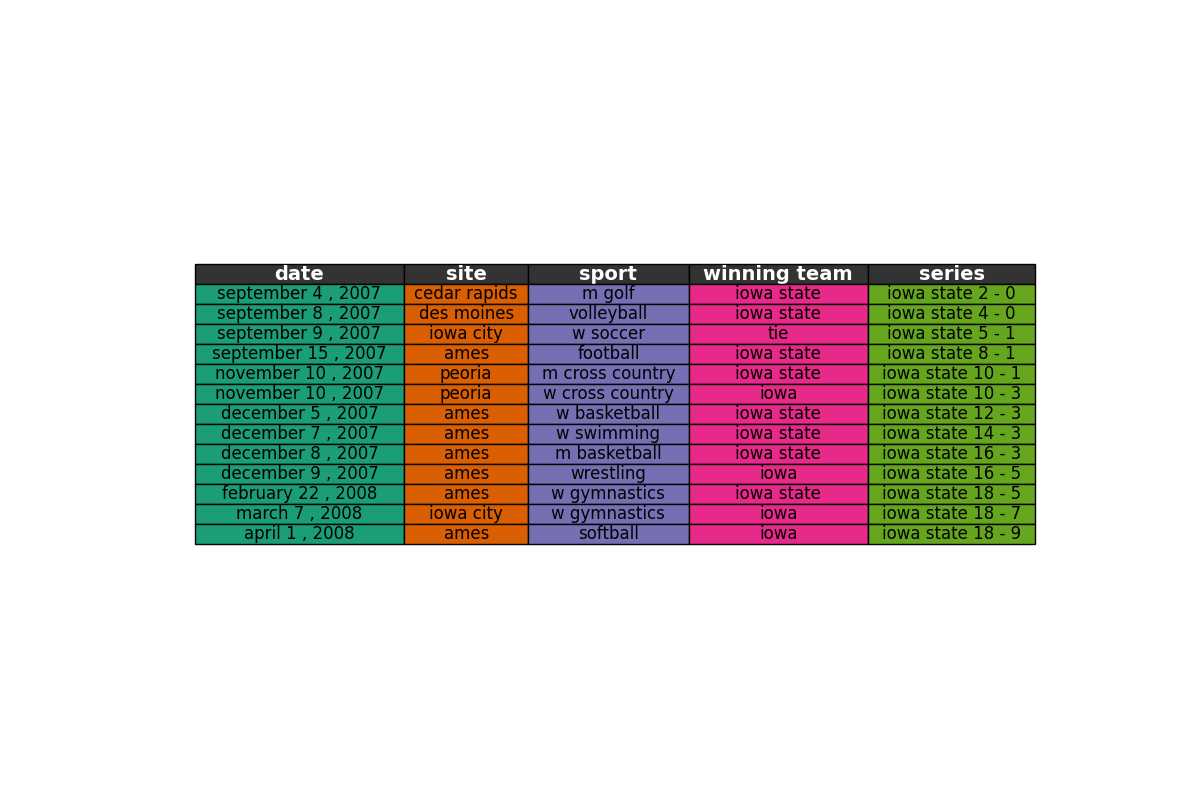 date site sport winning team series
september 4 , 2007 cedar rapids m golf iowa state iowa state 2 - 0
september 8 , 2007 des moines volleyball iowa state iowa state 4 - 0
september 9 , 2007 iowa city w soccer tie iowa state 5 - 1
september 15 , 2007 ames football iowa state iowa state 8 - 1
november 10 , 2007 peoria m cross country iowa state iowa state 10 - 1
november 10 , 2007 peoria w cross country iowa iowa state 10 - 3
december 5 , 2007 ames w basketball iowa state iowa state 12 - 3
december 7 , 2007 ames w swimming iowa state iowa state 14 - 3
december 8 , 2007 ames m basketball iowa state iowa state 16 - 3
december 9 , 2007 ames wrestling iowa iowa state 16 - 5
february 22 , 2008 ames w gymnastics iowa state iowa state 18 - 5
march 7 , 2008 iowa city w gymnastics iowa iowa state 18 - 7
april 1 , 2008 ames softball iowa iowa state 18 - 9